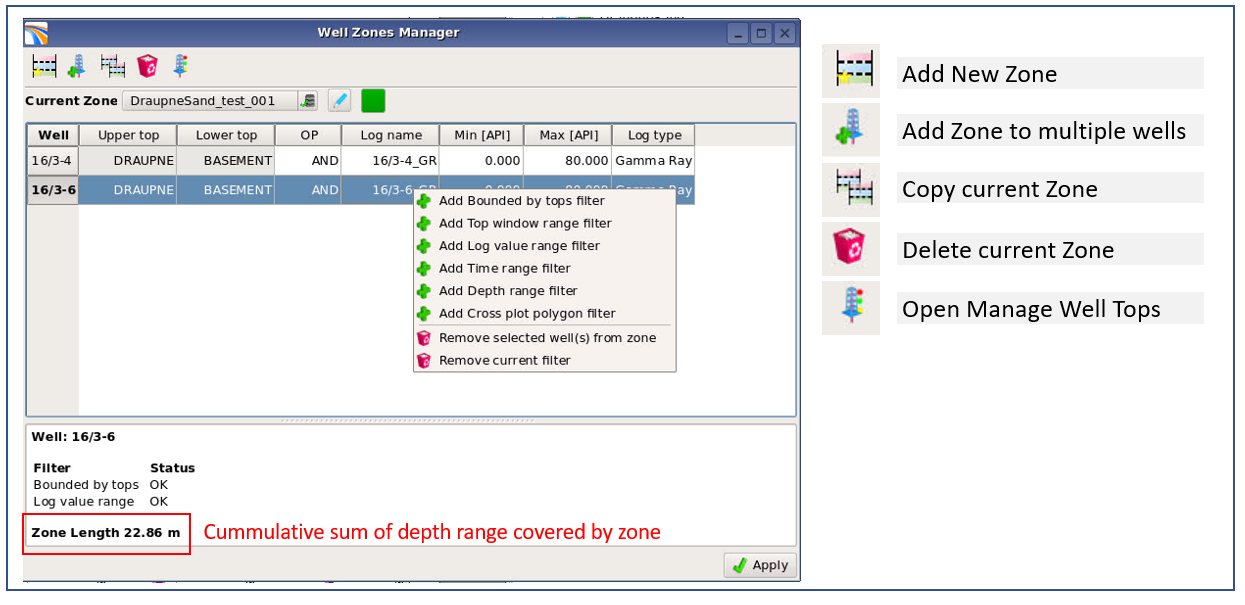 Well Zones Manager
Current Zone DraupneSand_test_001
Well Upper top Lower top OP Log name Min [API] Max [API] Log type
16/3-4 DRAUPNE BASEMENT AND 16/3-4_GR 0.000 80.000 Gamma Ray
16/3-6 DRAUPNE BASEMENT AND 16/3-6_GR 0.000 80.000 Gamma Ray
Add Bounded by tops filter
Add Top window range filter
Add Log value range filter
Add Time range filter
Add Depth range filter
Add Cross plot polygon filter
Remove selected well(s) from zone
Remove current filter
Well: 16/3-6
Filter Status
Bounded by tops OK
Log value range OK
Zone Length 22.86 m
Cummulative sum of depth range covered by zone
Apply
Add New Zone
Add Zone to multiple wells
Copy current Zone
Delete current Zone
Open Manage Well Tops